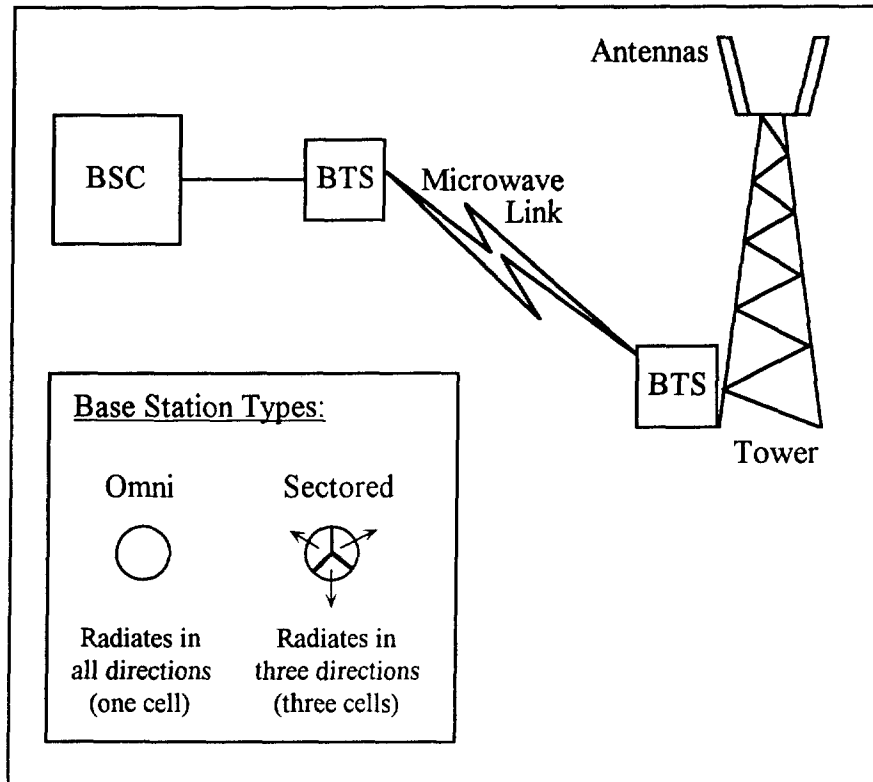 Antennas
BSC
BTS
Microwave
Link
BTS
Tower
Base Station Types:
Omni
Sectored
Radiates in
all directions
(one cell)
Radiates in
three directions
(three cells)